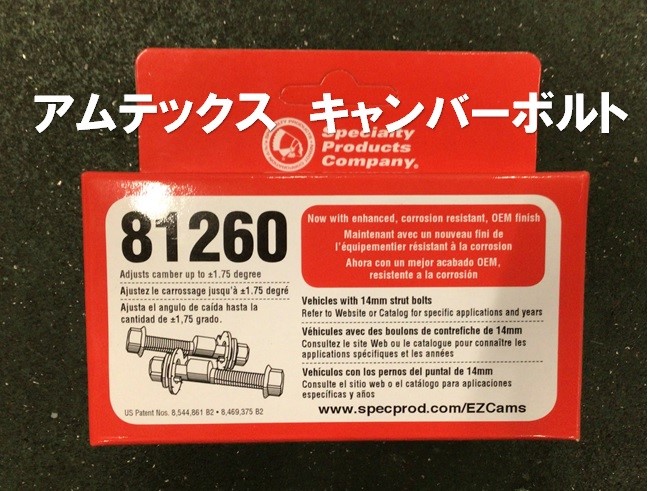 アムテックス キャンバーボルト
Specialty
Products
Company®
81260
Adjusts camber up to ±1.75 degree
Ajustez le carrossage jusqu'à ±1.75 degré
Ajusta el angulo de caída hasta la
cantidad de ±1,75 grado.
US Patent Nos. 8,544,861 B2 • 8,469,375 B2
Now with enhanced, corrosion resistant, OEM finish
Maintenant avec un nouveau fini de
l'équipementier résistant à la corrosion
Ahora con un mejor acabado OEM,
resistente a la corrosión
Vehicles with 14mm strut bolts
Refer to Website or Catalog for specific applications and years
Véhicules avec des boulons de contrefiche de 14mm
Consultez le site Web ou le catalogue pour connaître les
applications spécifiques et les années
Vehículos con los pernos del puntal de 14mm
Consulte el sitio web o el catálogo para aplicaciones
específicas y años
www.specprod.com/EZCams